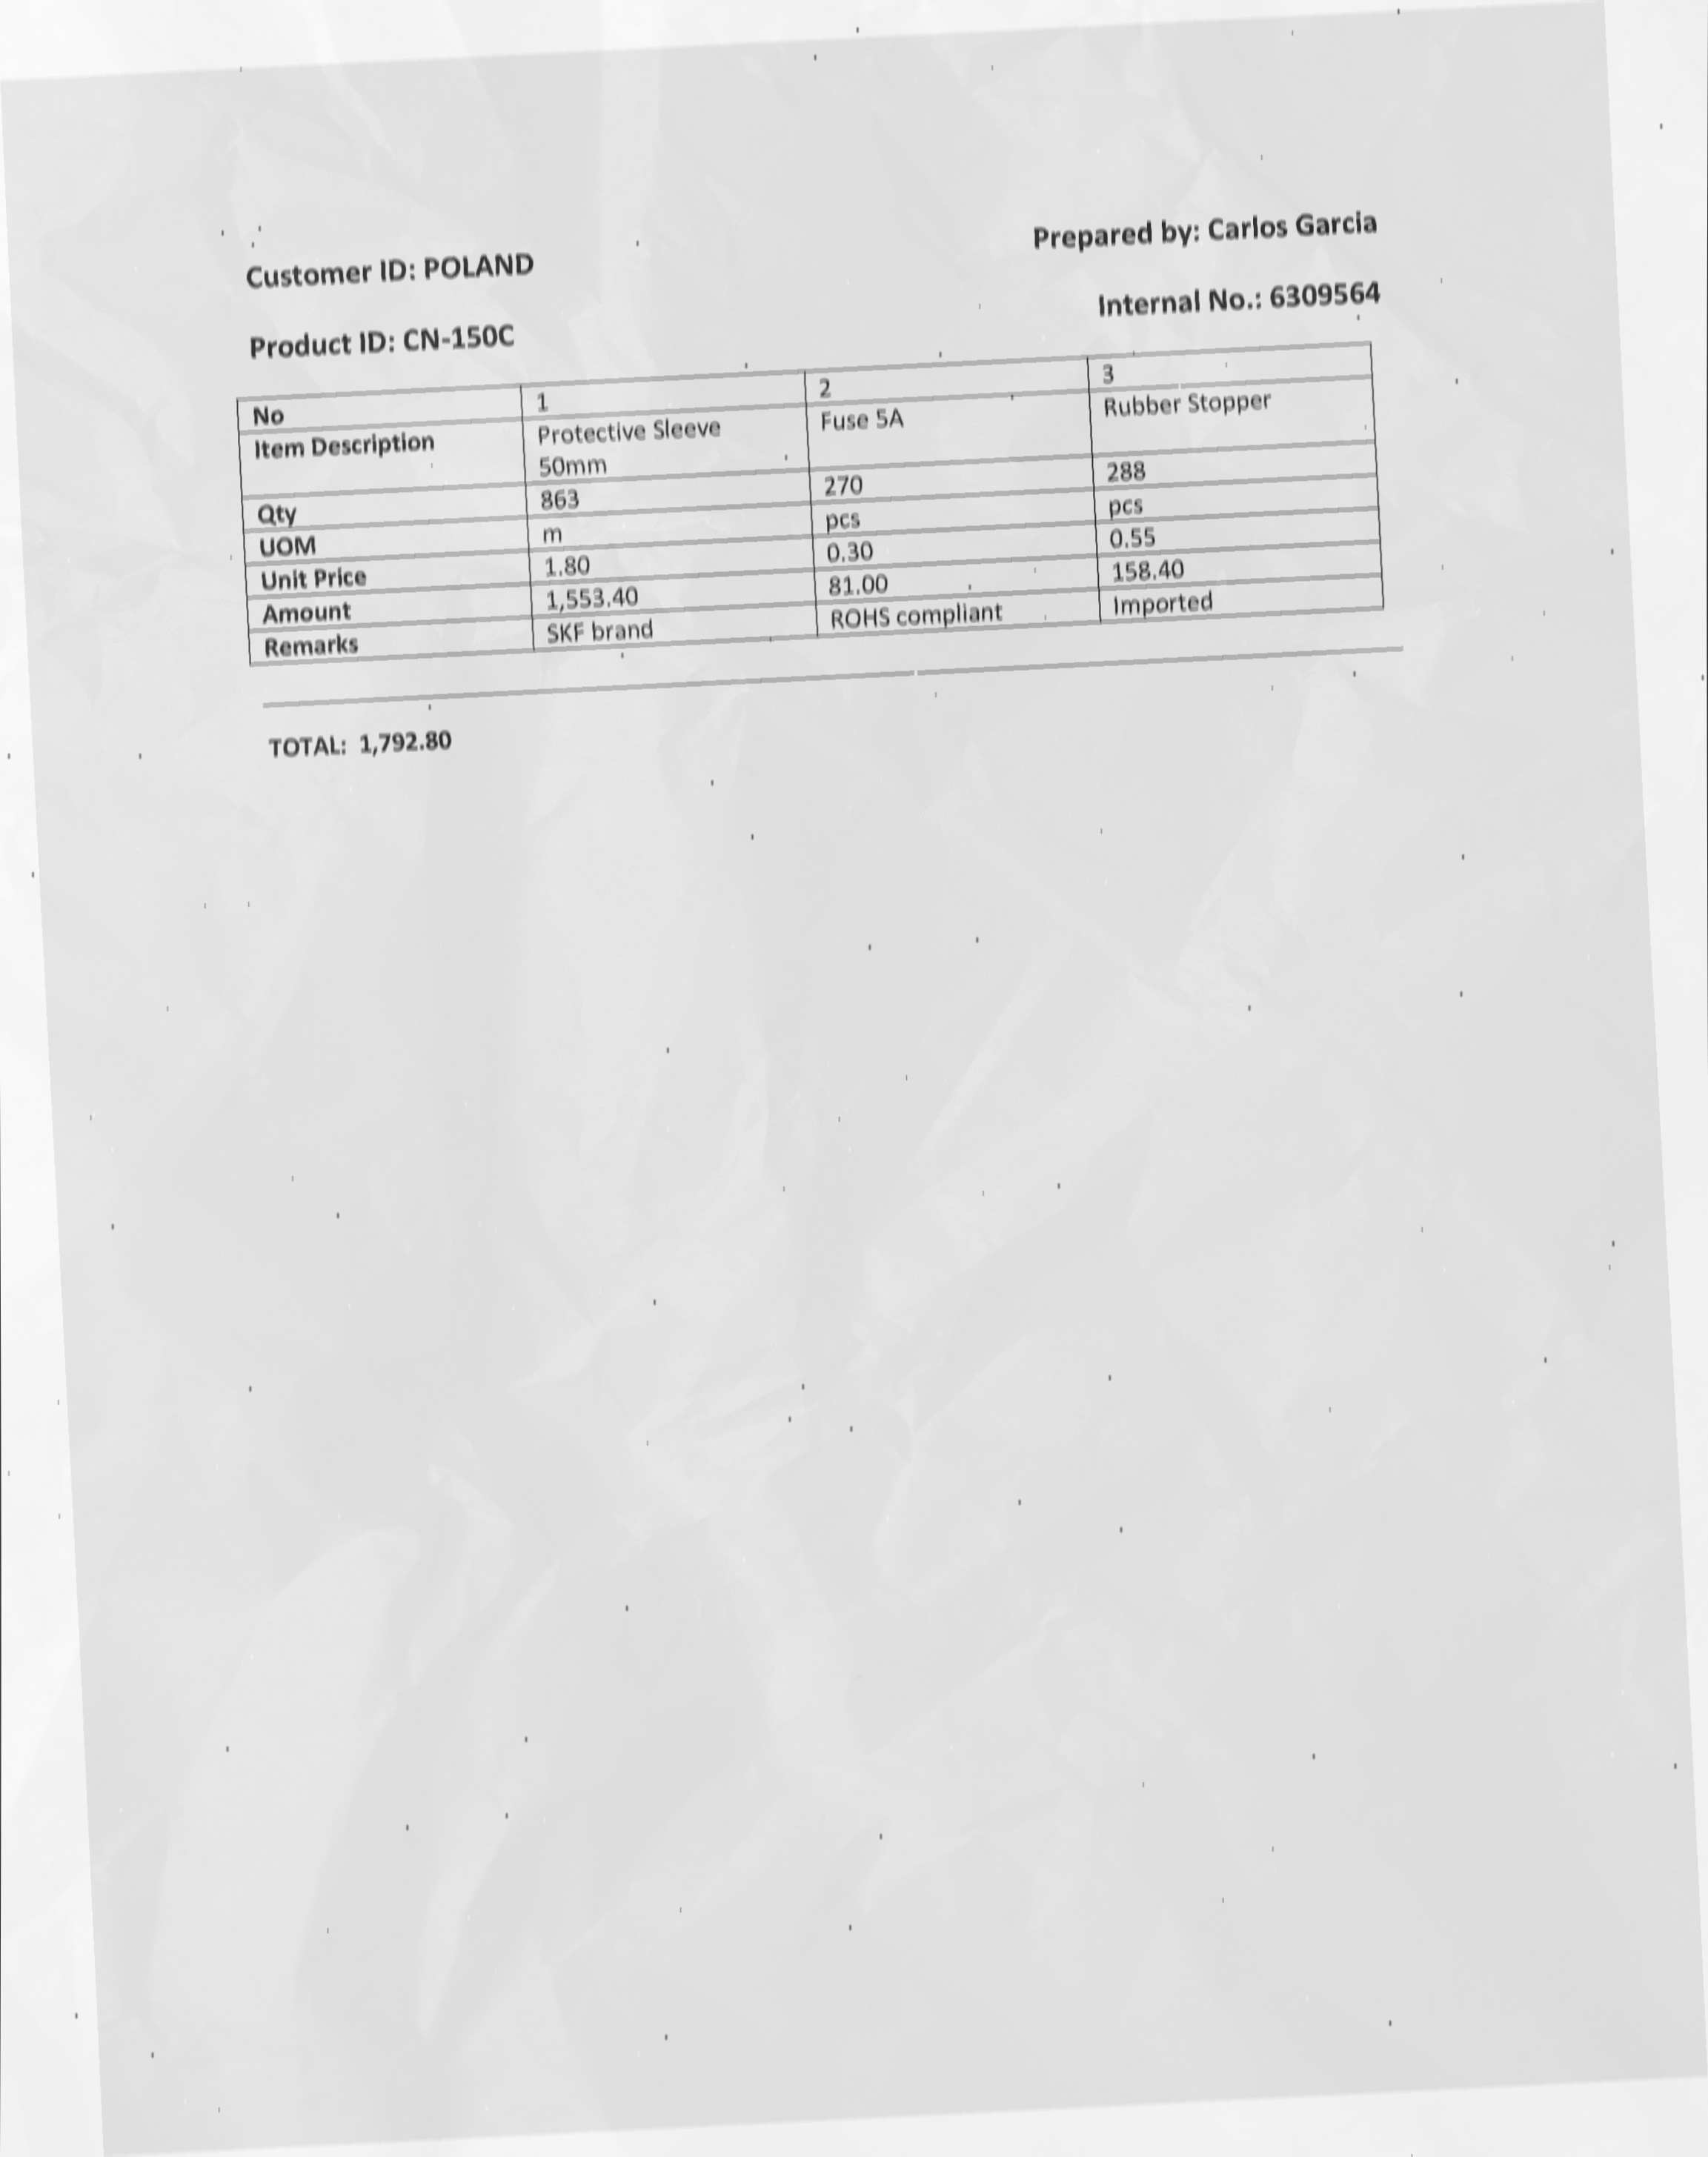 Prepared by: Carlos Garcia
Customer ID: POLAND
Internal No.: 6309564
Product ID: CN-150C
No 1 2 3
Item Description Protective Sleeve 50mm Fuse 5A Rubber Stopper
Qty 863 270 288
UOM m pcs pcs
Unit Price 1.80 0.30 0.55
Amount 1,553.40 81.00 158.40
Remarks SKF brand ROHS compliant Imported
TOTAL: 1,792.80